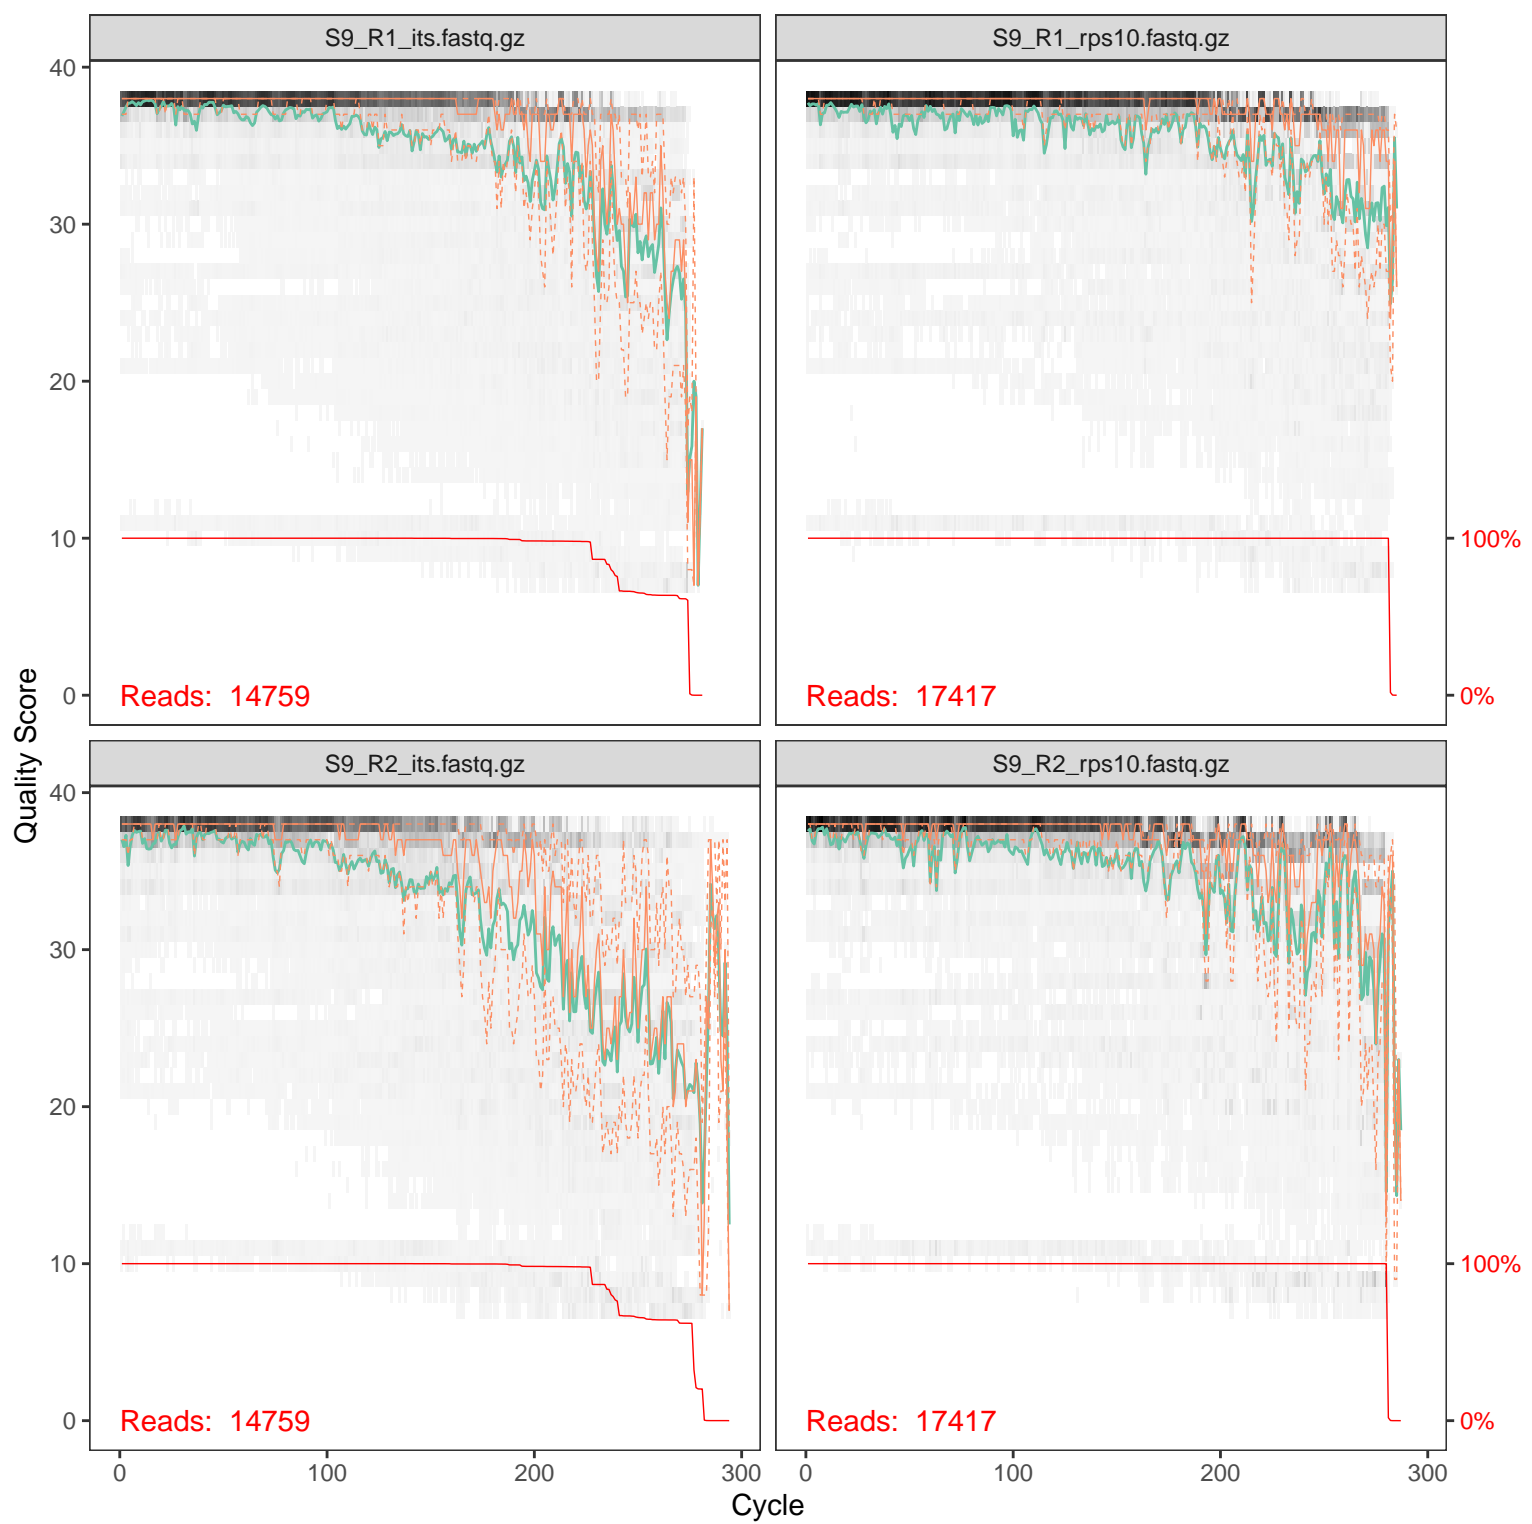 S9_R1_its.fastq.gz
S9_R1_rps10.fastq.gz
40
30
20
10
0
100%
0%
Reads: 14759
Reads: 17417
Quality Score
S9_R2_its.fastq.gz
S9_R2_rps10.fastq.gz
40
30
20
10
0
100%
0%
Reads: 14759
Reads: 17417
0
100
200
300
0
100
200
300
Cycle